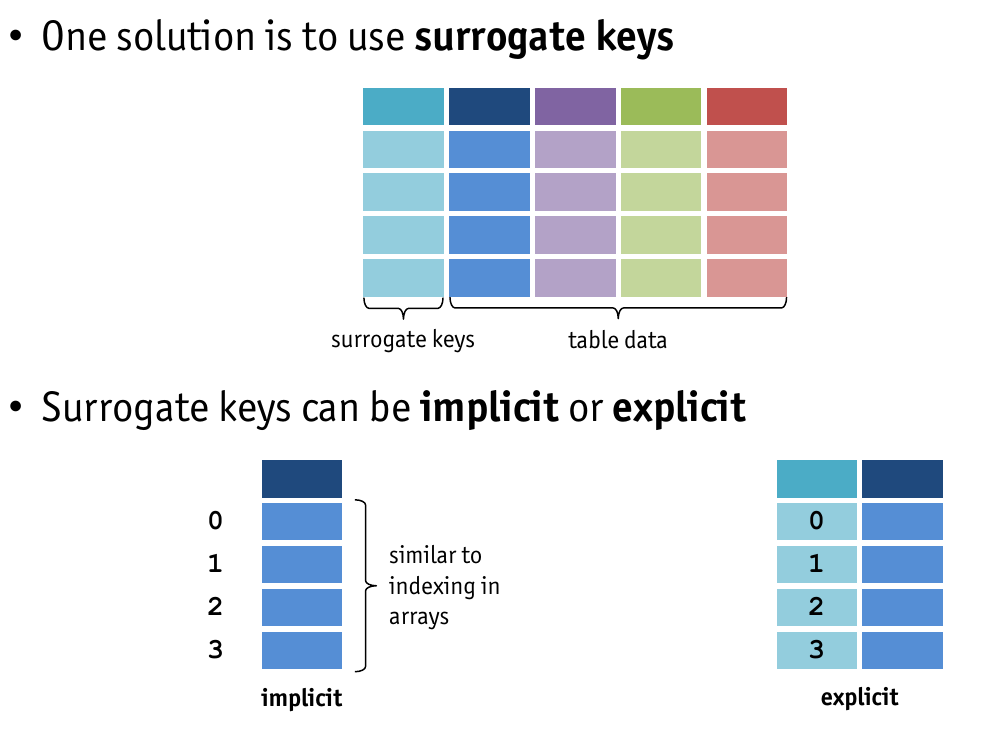 • One solution is to use surrogate keys
surrogate keys
table data
• Surrogate keys can be implicit or explicit
0
1
2
3
similar to
indexing in
arrays
implicit
0
1
2
3
explicit